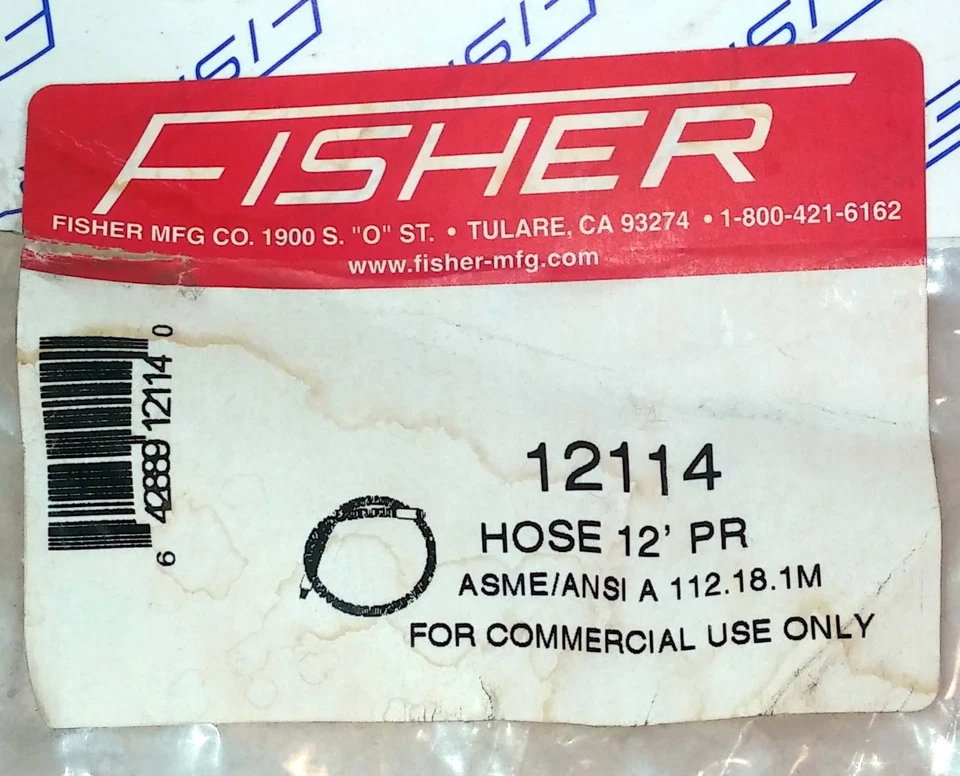 FISHER
FISHER MFG CO. 1900 S. "O" ST. • TULARE, CA 93274 • 1-800-421-6162
www.fisher-mfg.com
6 42889 12114 0
12114
HOSE 12' PR
ASME/ANSI A 112.18.1M
FOR COMMERCIAL USE ONLY